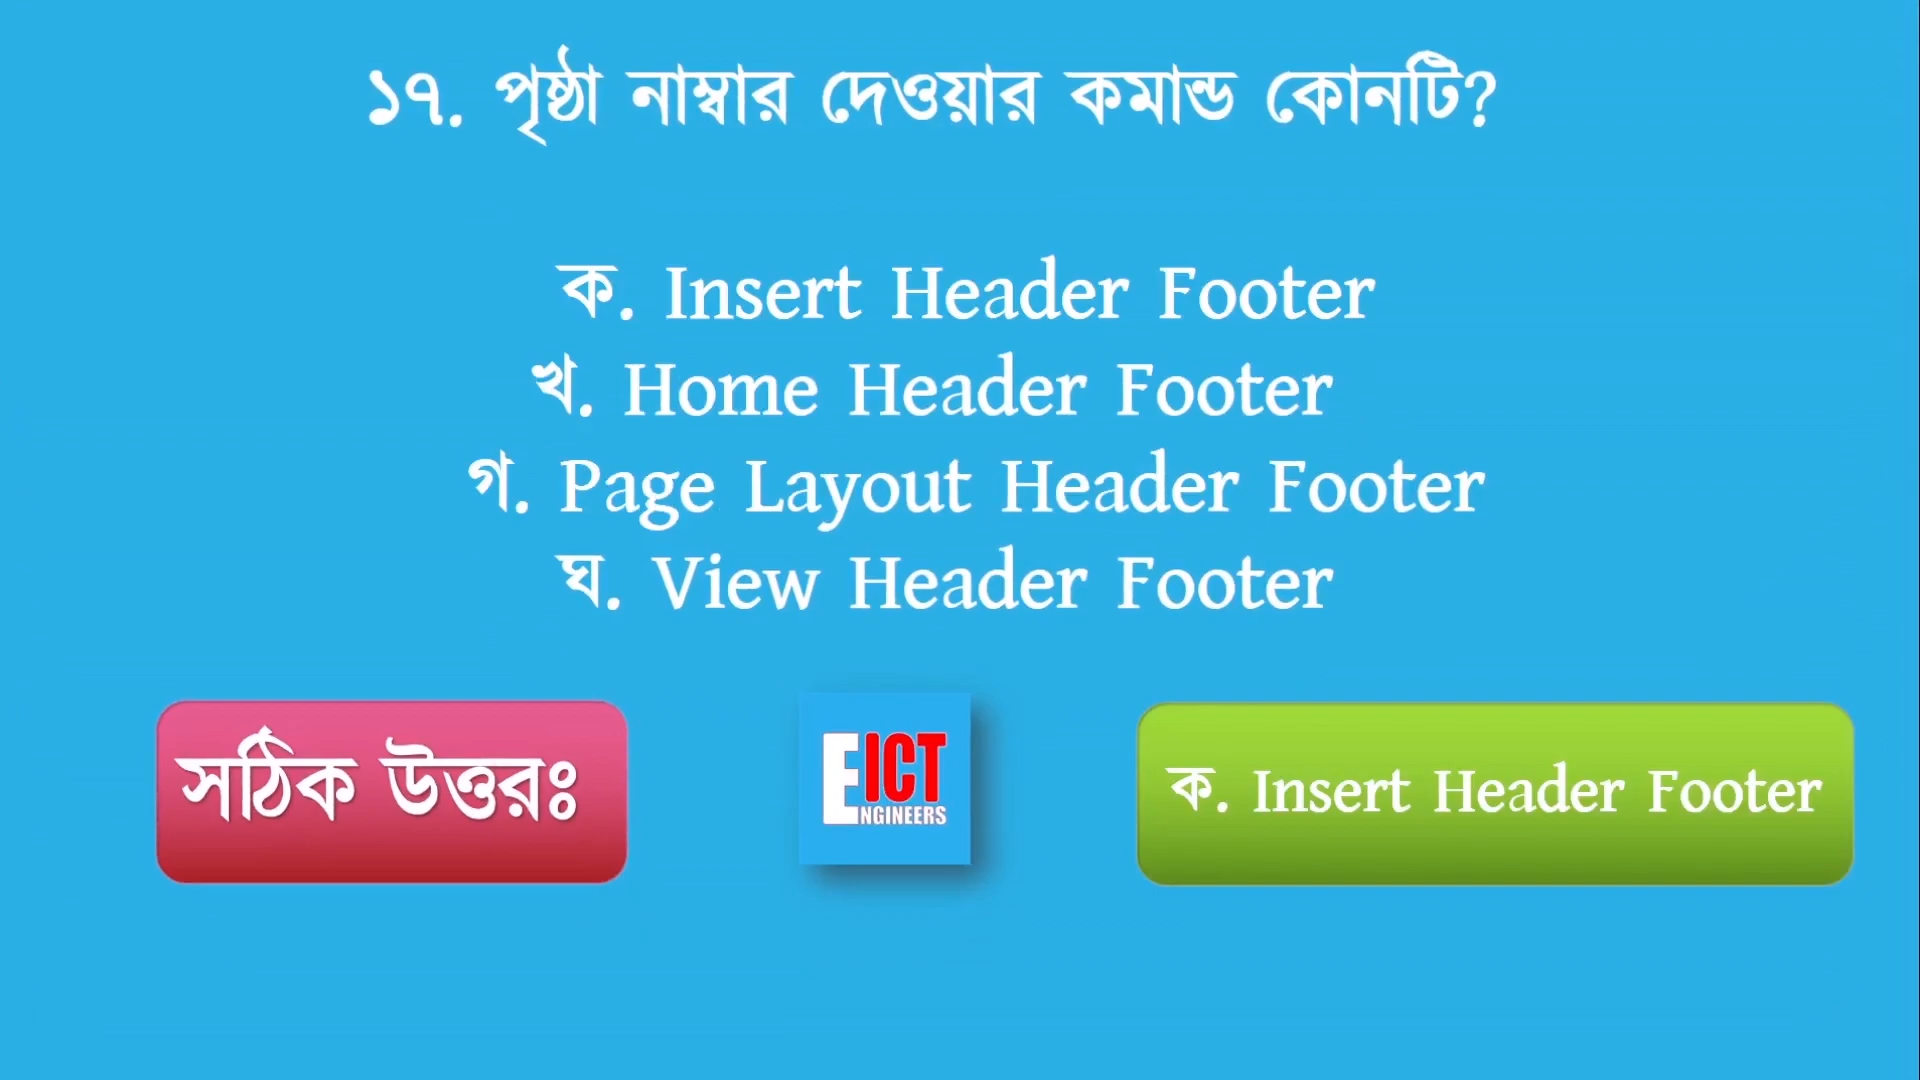 ১৭. পৃষ্ঠা নাম্বার দেওয়ার কমান্ড কোনটি?
ক. Insert Header Footer
খ. Home Header Footer
গ. Page Layout Header Footer
ঘ. View Header Footer
সঠিক উত্তরঃ
EICT
ENGINEERS
ক. Insert Header Footer